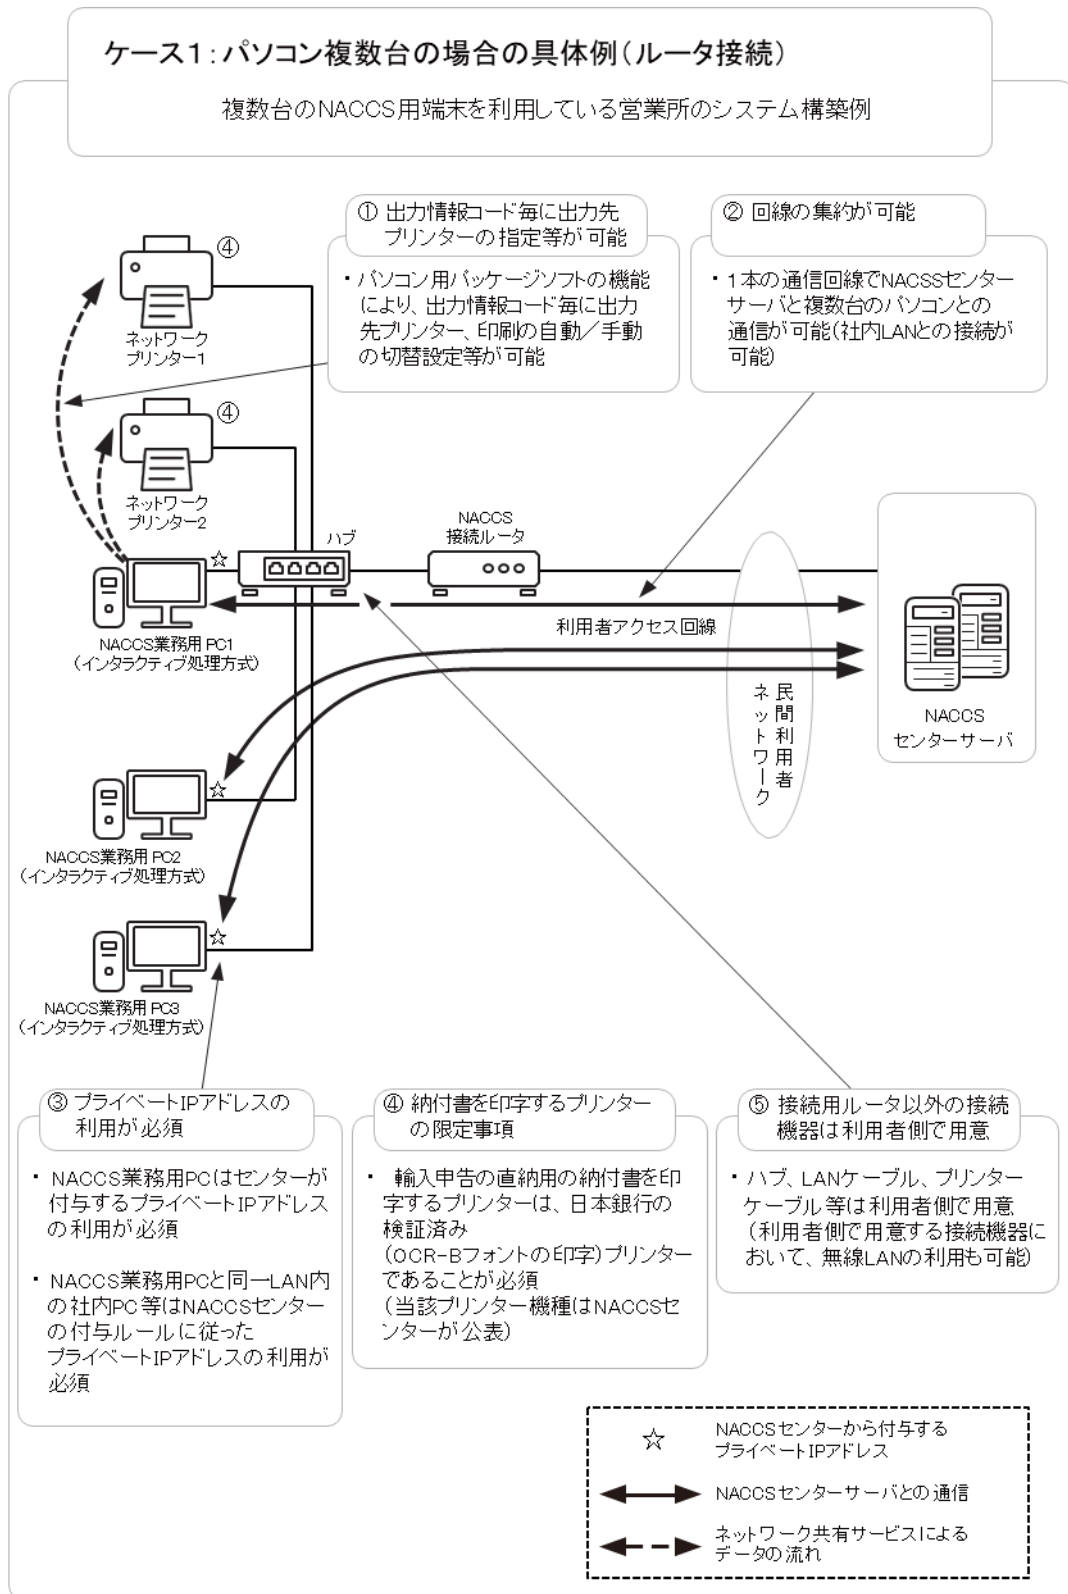 ケース1：パソコン複数台の場合の具体例（ルータ接続）
複数台のNACCS用端末を利用している営業所のシステム構築例
① 出力情報コード毎に出力先
プリンターの指定等が可能
・パソコン用パッケージソフトの機能
により、出力情報コード毎に出力
先プリンター、印刷の自動／手動
の切替設定等が可能
② 回線の集約が可能
・1本の通信回線でNACSSセンター
サーバと複数台のパソコンとの
通信が可能（社内LANとの接続が
可能）
④
ネットワーク
プリンター1
④
ネットワーク
プリンター2
ハブ
NACCS
接続ルータ
☆
NACCS業務用 PC1
（インタラクティブ処理方式）
利用者アクセス回線
民間利用者
ネットワーク
NACCS
センターサーバ
☆
NACCS業務用 PC2
（インタラクティブ処理方式）
☆
NACCS業務用 PC3
（インタラクティブ処理方式）
③ プライベートIPアドレスの
利用が必須
・NACCS業務用PCはセンターが
付与するプライベートIPアドレス
の利用が必須
・NACCS業務用PCと同一LAN内
の社内PC等はNACCSセンター
の付与ルールに従った
プライベートIPアドレスの利用が
必須
④ 納付書を印字するプリンター
の限定事項
・ 輸入申告の直納用の納付書を印
字するプリンターは、日本銀行の
検証済み
（OCR-Bフォントの印字）プリンター
であることが必須
（当該プリンター機種はNACCSセ
ンターが公表）
⑤ 接続用ルータ以外の接続
機器は利用者側で用意
・ハブ、LANケーブル、プリンター
ケーブル等は利用者側で用意
（利用者側で用意する接続機器に
おいて、無線LANの利用も可能）
☆ NACCSセンターから付与する
プライベートIPアドレス
NACCSセンターサーバとの通信
ネットワーク共有サービスによる
データの流れ